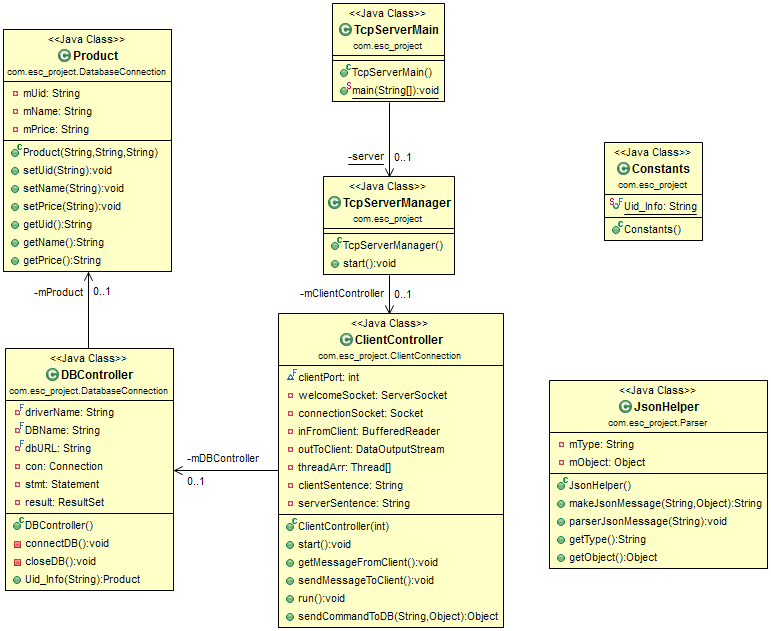 <<Java Class>>
Product
com.esc_project.DatabaseConnection
mUid: String
mName: String
mPrice: String
Product(String,String,String)
setUid(String):void
setName(String):void
setPrice(String):void
getUid():String
getName():String
getPrice():String
<<Java Class>>
TcpServerMain
com.esc_project
TcpServerMain()
main(String[]):void
-server
0..1
<<Java Class>>
TcpServerManager
com.esc_project
TcpServerManager()
start():void
<<Java Class>>
Constants
com.esc_project
Uid_Info: String
Constants()
-mProduct
0..1
-mClientController
0..1
<<Java Class>>
DBController
com.esc_project.DatabaseConnection
driverName: String
DBName: String
dbURL: String
con: Connection
stmt: Statement
result: ResultSet
DBController()
connectDB():void
closeDB():void
Uid_Info(String):Product
-mDBController
0..1
<<Java Class>>
ClientController
com.esc_project.ClientConnection
clientPort: int
welcomeSocket: ServerSocket
connectionSocket: Socket
inFromClient: BufferedReader
outToClient: DataOutputStream
threadArr: Thread[]
clientSentence: String
serverSentence: String
ClientController(int)
start():void
getMessageFromClient():void
sendMessageToClient():void
run():void
sendCommandToDB(String,Object):Object
<<Java Class>>
JsonHelper
com.esc_project.Parser
mType: String
mObject: Object
JsonHelper()
makeJsonMessage(String,Object):String
parserJsonMessage(String):void
getType():String
getObject():Object